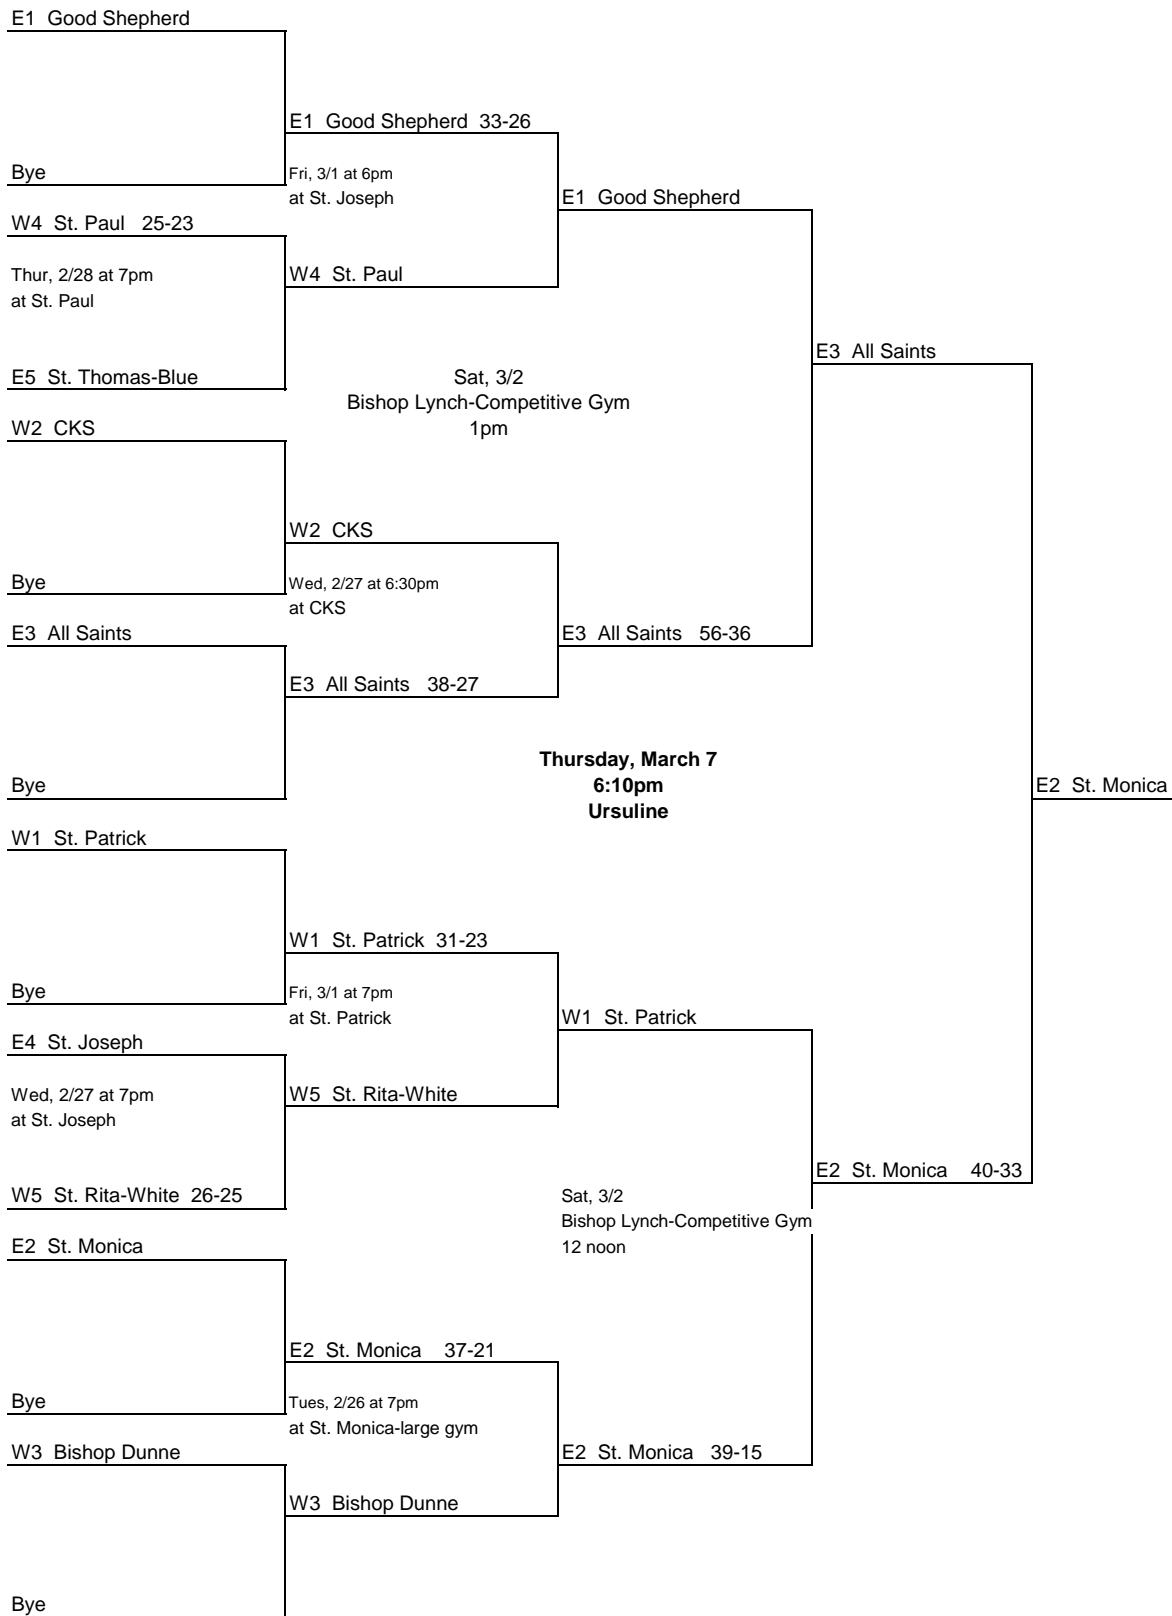 E1 Good Shepherd
E1 Good Shepherd 33-26
Bye
Fri, 3/1 at 6pm
at St. Joseph
E1 Good Shepherd
W4 St. Paul 25-23
Thur, 2/28 at 7pm
at St. Paul
W4 St. Paul
E3 All Saints
E5 St. Thomas-Blue
Sat, 3/2
Bishop Lynch-Competitive Gym
1pm
W2 CKS
W2 CKS
Bye
Wed, 2/27 at 6:30pm
at CKS
E3 All Saints
E3 All Saints 56-36
E3 All Saints 38-27
Thursday, March 7
6:10pm
Ursuline
Bye
E2 St. Monica
W1 St. Patrick
W1 St. Patrick 31-23
Bye
Fri, 3/1 at 7pm
at St. Patrick
W1 St. Patrick
E4 St. Joseph
Wed, 2/27 at 7pm
at St. Joseph
W5 St. Rita-White
E2 St. Monica 40-33
W5 St. Rita-White 26-25
Sat, 3/2
Bishop Lynch-Competitive Gym
12 noon
E2 St. Monica
E2 St. Monica 37-21
Bye
Tues, 2/26 at 7pm
at St. Monica-large gym
W3 Bishop Dunne
E2 St. Monica 39-15
W3 Bishop Dunne
Bye